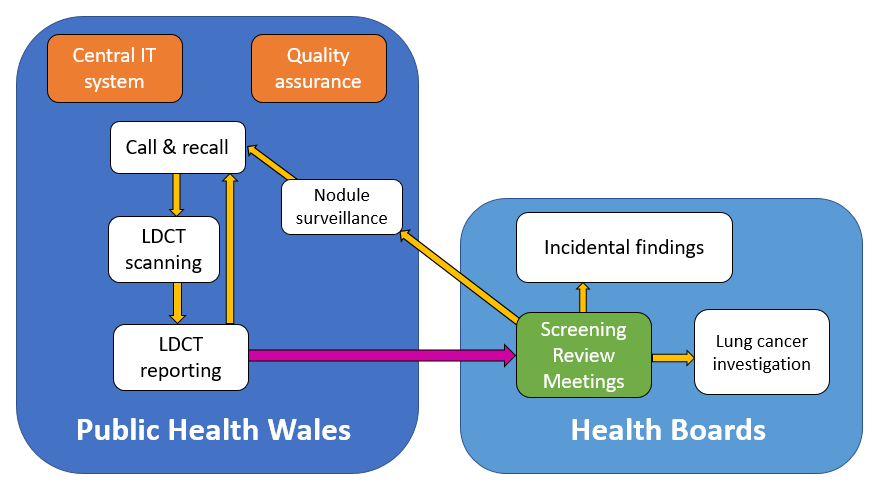 Central IT
system
Quality
assurance
Call & recall
Nodule
surveillance
LDCT
scanning
LDCT
reporting
Public Health Wales
Incidental findings
Screening
Review
Meetings
Lung cancer
investigation
Health Boards